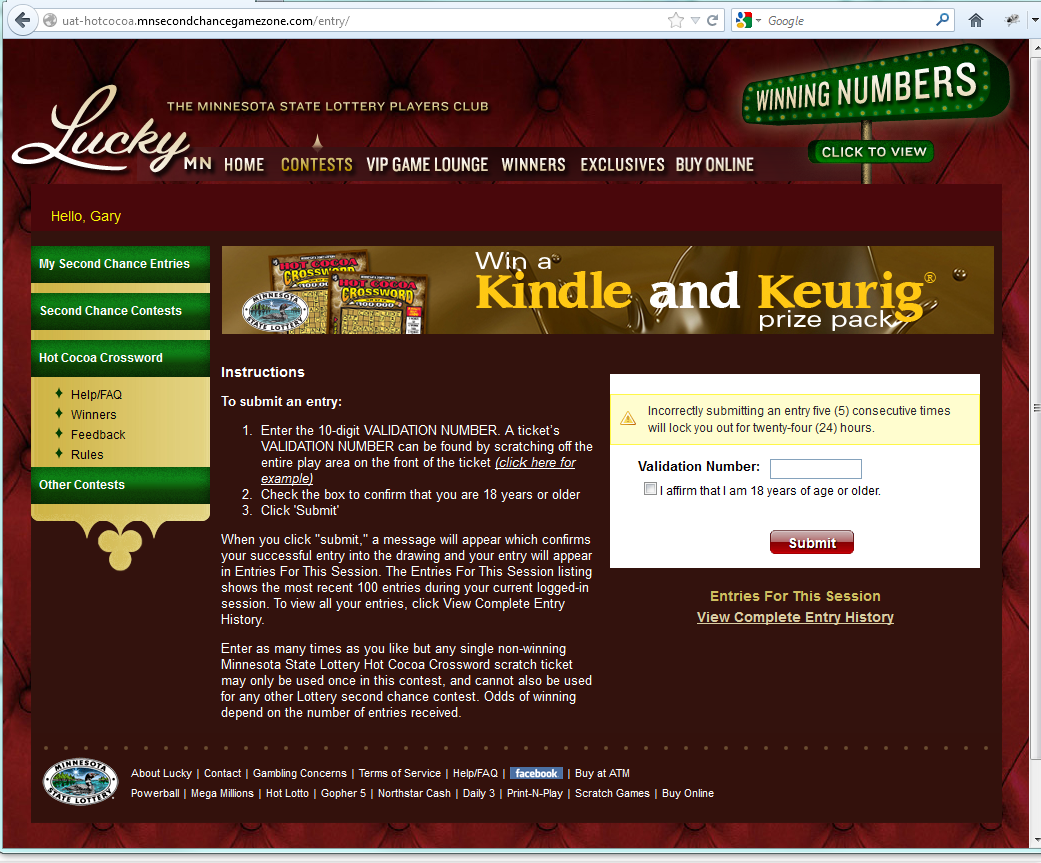 uat-hotcocoa.mnsecondchancegamezone.com/entry/
Google
Lucky MN
THE MINNESOTA STATE LOTTERY PLAYERS CLUB
WINNING NUMBERS
CLICK TO VIEW
HOME CONTESTS VIP GAME LOUNGE WINNERS EXCLUSIVES BUY ONLINE
Hello, Gary
My Second Chance Entries
Second Chance Contests
Hot Cocoa Crossword
Help/FAQ
Winners
Feedback
Rules
Other Contests
HOT COCOA
CROSSWORD
HOT COCOA
CROSSWORD
MINNESOTA
STATE LOTTERY
Win a
Kindle and Keurig®
prize pack
Instructions
To submit an entry:
1. Enter the 10-digit VALIDATION NUMBER. A ticket's
VALIDATION NUMBER can be found by scratching off the
entire play area on the front of the ticket (click here for
example)
2. Check the box to confirm that you are 18 years or older
3. Click 'Submit'
When you click "submit," a message will appear which confirms
your successful entry into the drawing and your entry will appear
in Entries For This Session. The Entries For This Session listing
shows the most recent 100 entries during your current logged-in
session. To view all your entries, click View Complete Entry
History.
Enter as many times as you like but any single non-winning
Minnesota State Lottery Hot Cocoa Crossword scratch ticket
may only be used once in this contest, and cannot also be used
for any other Lottery second chance contest. Odds of winning
depend on the number of entries received.
Incorrectly submitting an entry five (5) consecutive times
will lock you out for twenty-four (24) hours.
Validation Number:
I affirm that I am 18 years of age or older.
Submit
Entries For This Session
View Complete Entry History
MINNESOTA
STATE LOTTERY
About Lucky | Contact | Gambling Concerns | Terms of Service | Help/FAQ | facebook | Buy at ATM
Powerball | Mega Millions | Hot Lotto | Gopher 5 | Northstar Cash | Daily 3 | Print-N-Play | Scratch Games | Buy Online